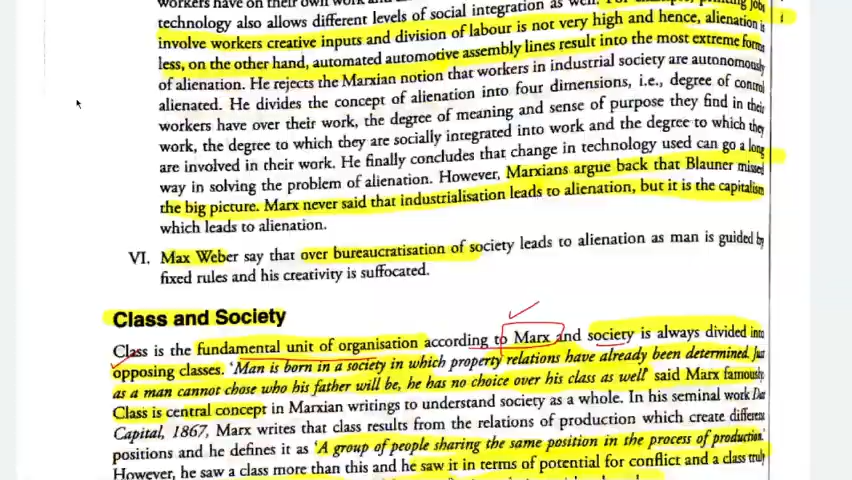 workers have on their own work and
technology also allows different levels of social integration as well. For example, printing jobs
involve workers creative inputs and division of labour is not very high and hence, alienation is
less, on the other hand, automated automotive assembly lines result into the most extreme forms
of alienation. He rejects the Marxian notion that workers in industrial society are autonomously
alienated. He divides the concept of alienation into four dimensions, i.e., degree of control
workers have over their work, the degree of meaning and sense of purpose they find in their
work, the degree to which they are socially integrated into work and the degree to which they
are involved in their work. He finally concludes that change in technology used can go a long
way in solving the problem of alienation. However, Marxians argue back that Blauner missed
the big picture. Marx never said that industrialisation leads to alienation, but it is the capitalism
which leads to alienation.
VI. Max Weber say that over bureaucratisation of society leads to alienation as man is guided by
fixed rules and his creativity is suffocated.
Class and Society
Class is the fundamental unit of organisation according to Marx and society is always divided into
opposing classes. 'Man is born in a society in which property relations have already been determined. Just
as a man cannot chose who his father will be, he has no choice over his class as well' said Marx famously
Class is central concept in Marxian writings to understand society as a whole. In his seminal work Das
Capital, 1867, Marx writes that class results from the relations of production which create different
positions and he defines it as 'A group of people sharing the same position in the process of production.'
However, he saw a class more than this and he saw it in terms of potential for conflict and a class truly